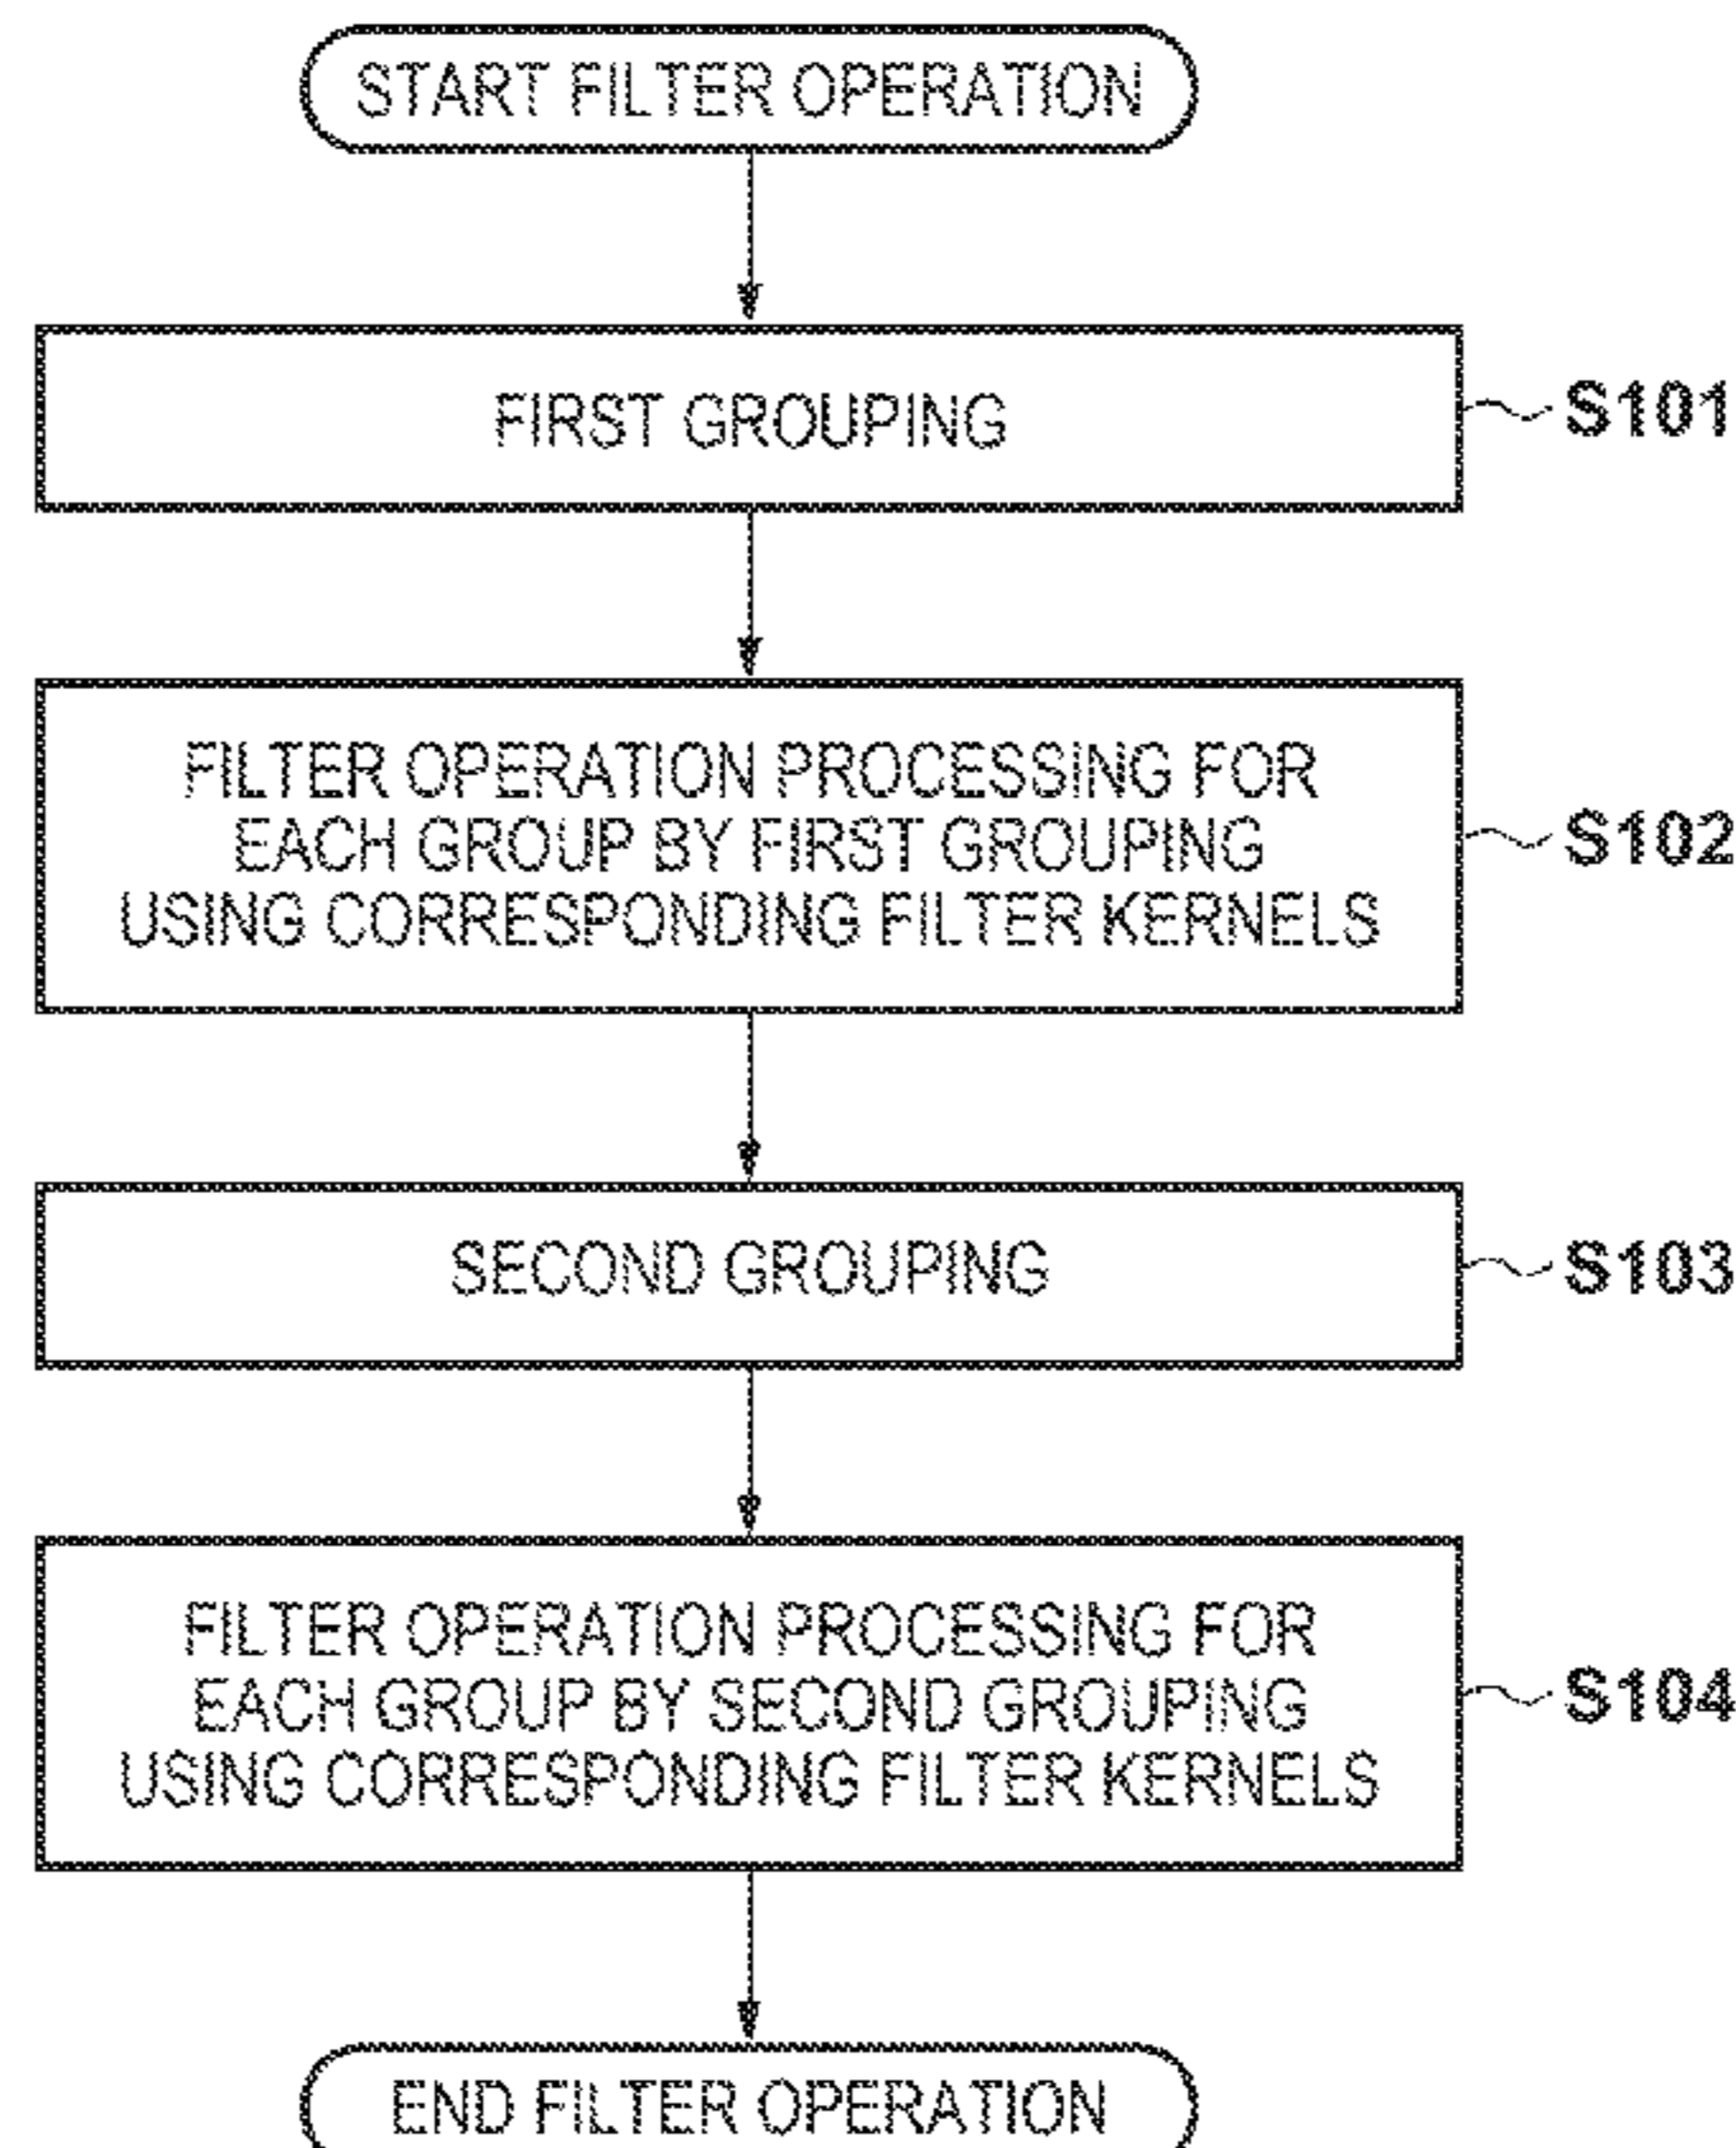 START FILTER OPERATION
FIRST GROUPING
S101
FILTER OPERATION PROCESSING FOR
EACH GROUP BY FIRST GROUPING
USING CORRESPONDING FILTER KERNELS
S102
SECOND GROUPING
S103
FILTER OPERATION PROCESSING FOR
EACH GROUP BY SECOND GROUPING
USING CORRESPONDING FILTER KERNELS
S104
END FILTER OPERATION